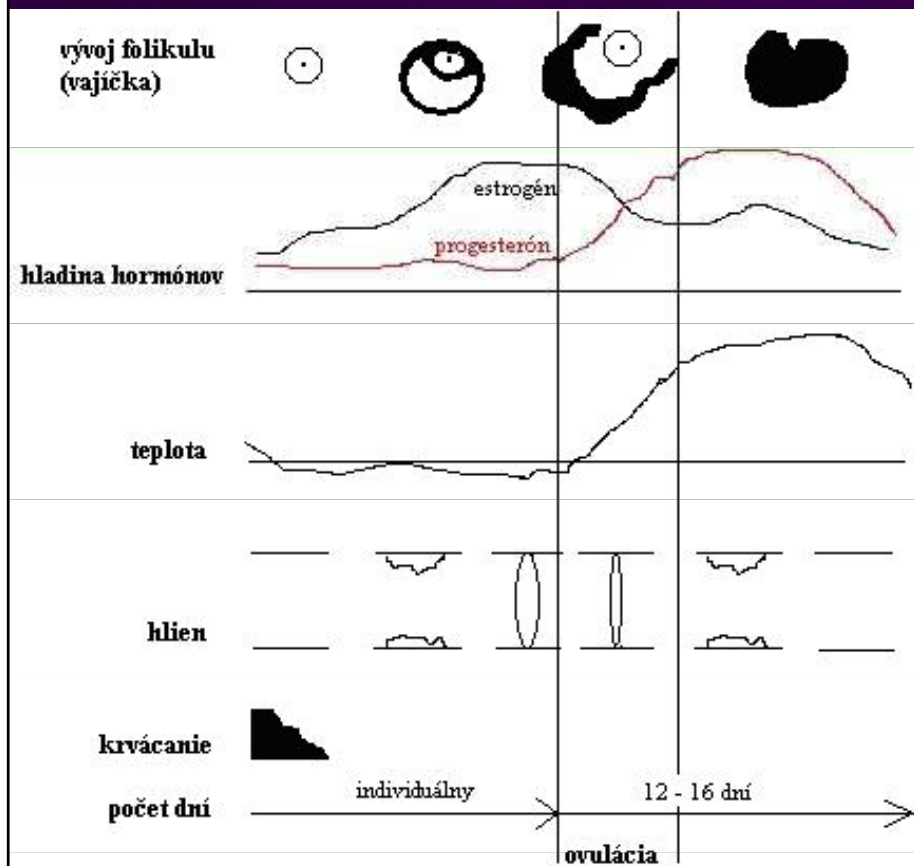 vývoj folikulu
(vajíčka)
estrogén
progesterón
hladina hormónov
teplota
hlien
krvácanie
individuálny
12 - 16 dní
počet dní
ovulácia